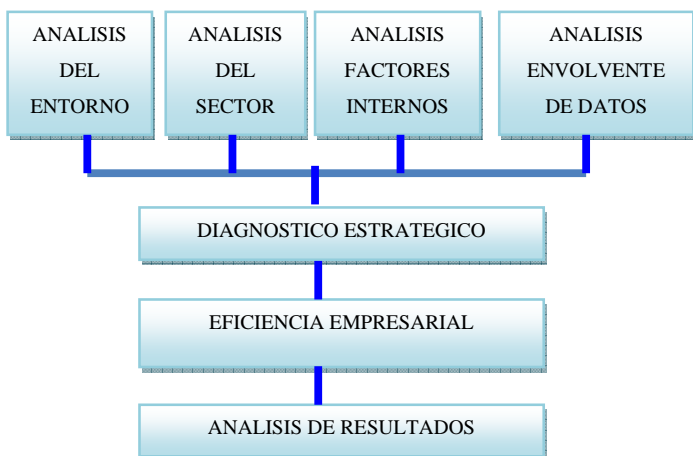 ANALISIS
DEL
ENTORNO
ANALISIS
DEL
SECTOR
ANALISIS
FACTORES
INTERNOS
ANALISIS
ENVOLVENTE
DE DATOS
DIAGNOSTICO ESTRATEGICO
EFICIENCIA EMPRESARIAL
ANALISIS DE RESULTADOS